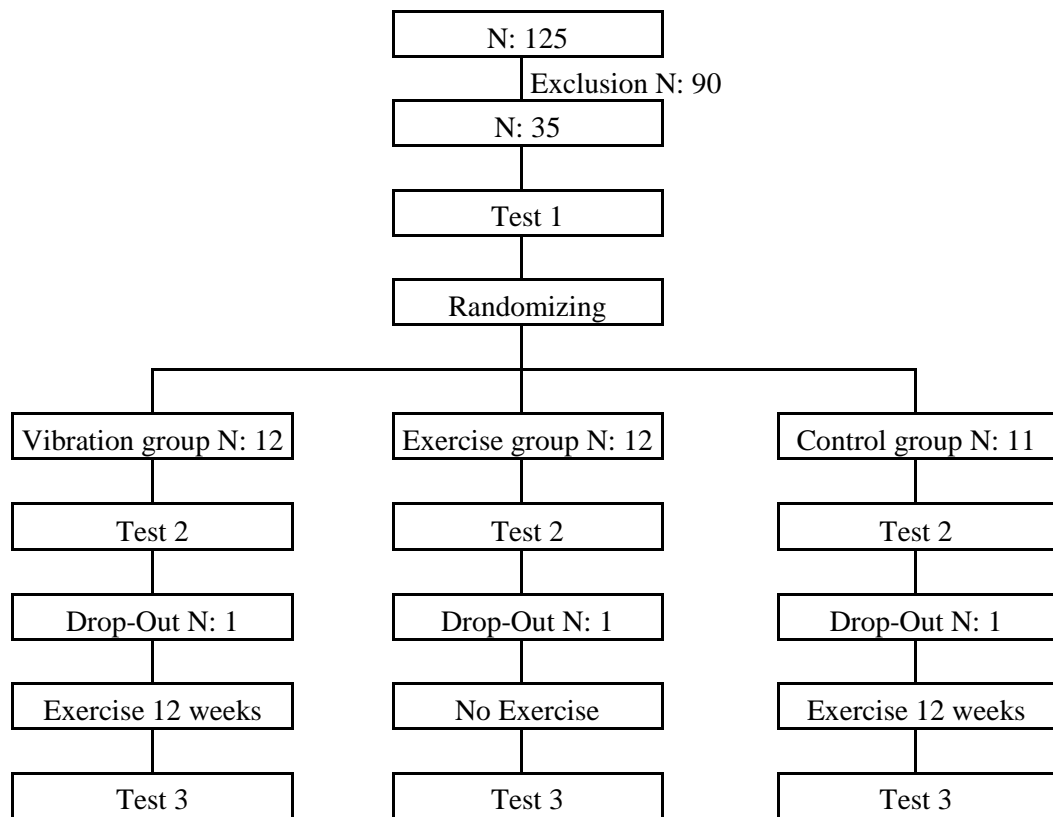 N: 125
Exclusion N: 90
N: 35
Test 1
Randomizing
Vibration group N: 12
Exercise group N: 12
Control group N: 11
Test 2
Test 2
Test 2
Drop-Out N: 1
Drop-Out N: 1
Drop-Out N: 1
Exercise 12 weeks
No Exercise
Exercise 12 weeks
Test 3
Test 3
Test 3